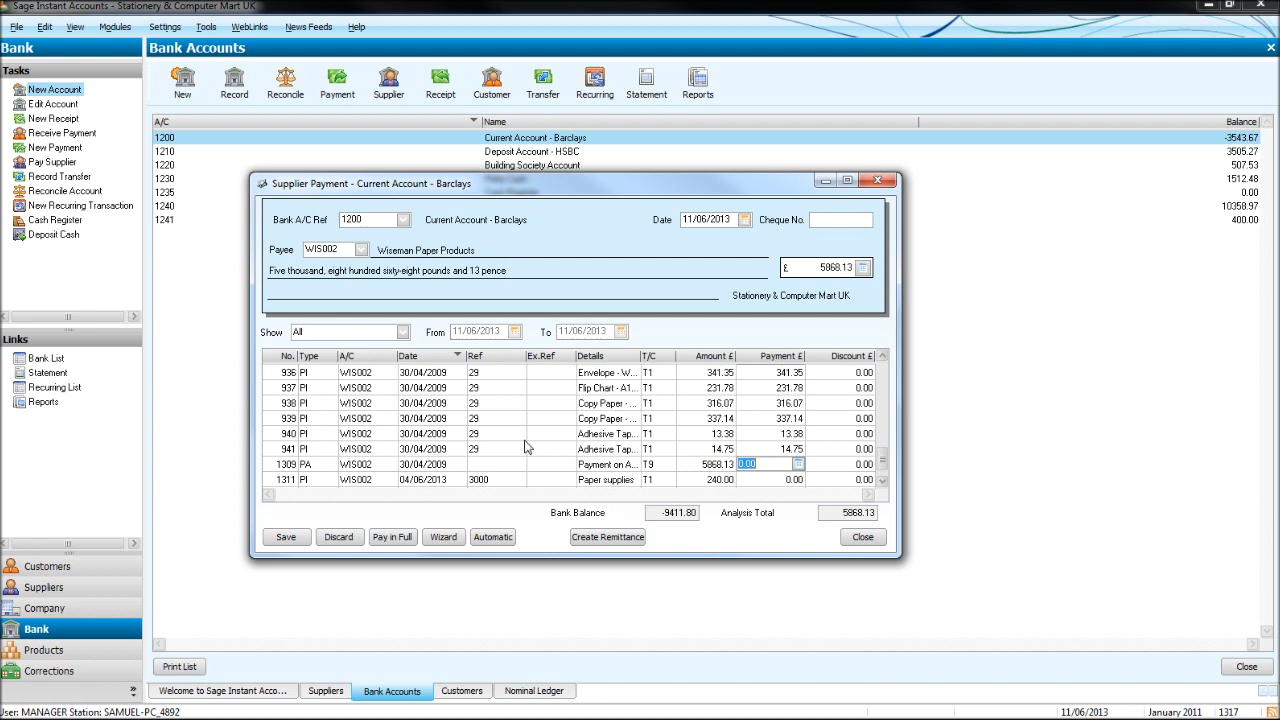 Sage Instant Accounts - Stationery & Computer Mart UK
File Edit View Modules Settings Tools WebLinks News Feeds Help
Bank
Bank Accounts
Tasks
New Account
Edit Account
New Receipt
Receive Payment
New Payment
Pay Supplier
Record Transfer
Reconcile Account
New Recurring Transaction
Cash Register
Deposit Cash
New Record Reconcile Payment Supplier Receipt Customer Transfer Recurring Statement Reports
A/C Name Balance
1200 Current Account - Barclays -3543.67
1210 Deposit Account - HSBC 3505.27
1220 Building Society Account 507.53
1230 1512.48
1235 0.00
1240 10358.97
1241 400.00
Supplier Payment - Current Account - Barclays
Bank A/C Ref 1200 Current Account - Barclays Date 11/06/2013 Cheque No.
Payee WIS002 Wiseman Paper Products
Five thousand, eight hundred sixty-eight pounds and 13 pence £ 5868.13
Stationery & Computer Mart UK
Show All From 11/06/2013 To 11/06/2013
No. Type A/C Date Ref Ex.Ref Details T/C Amount £ Payment £ Discount £
936 PI WIS002 30/04/2009 29 Envelope - W... T1 341.35 341.35 0.00
937 PI WIS002 30/04/2009 29 Flip Chart - A1... T1 231.78 231.78 0.00
938 PI WIS002 30/04/2009 29 Copy Paper - ... T1 316.07 316.07 0.00
939 PI WIS002 30/04/2009 29 Copy Paper - ... T1 337.14 337.14 0.00
940 PI WIS002 30/04/2009 29 Adhesive Tap... T1 13.38 13.38 0.00
941 PI WIS002 30/04/2009 29 Adhesive Tap... T1 14.75 14.75 0.00
1309 PA WIS002 30/04/2009 Payment on A... T9 5868.13 0.00 0.00
1311 PI WIS002 04/06/2013 3000 Paper supplies T1 240.00 0.00 0.00
Bank Balance -9411.80 Analysis Total 5868.13
Save Discard Pay in Full Wizard Automatic Create Remittance Close
Links
Bank List
Statement
Recurring List
Reports
Customers
Suppliers
Company
Bank
Products
Corrections
Print List Close
Welcome to Sage Instant Acco... Suppliers Bank Accounts Customers Nominal Ledger
User: MANAGER Station: SAMUEL-PC_4892 11/06/2013 January 2011 1317